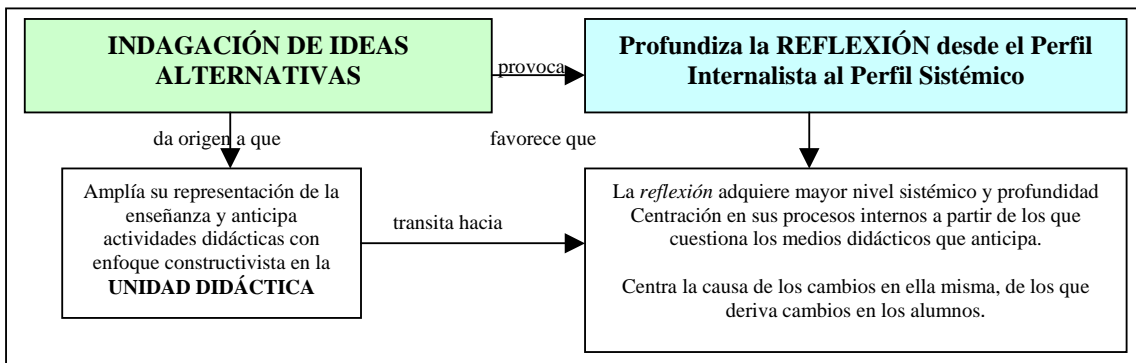 INDAGACIÓN DE IDEAS
ALTERNATIVAS
provoca
Profundiza la REFLEXIÓN desde el Perfil
Internalista al Perfil Sistémico
da origen a que
favorece que
Amplía su representación de la
enseñanza y anticipa
actividades didácticas con
enfoque constructivista en la
UNIDAD DIDÁCTICA
transita hacia
La reflexión adquiere mayor nivel sistémico y profundidad
Centración en sus procesos internos a partir de los que
cuestiona los medios didácticos que anticipa.
Centra la causa de los cambios en ella misma, de los que
deriva cambios en los alumnos.